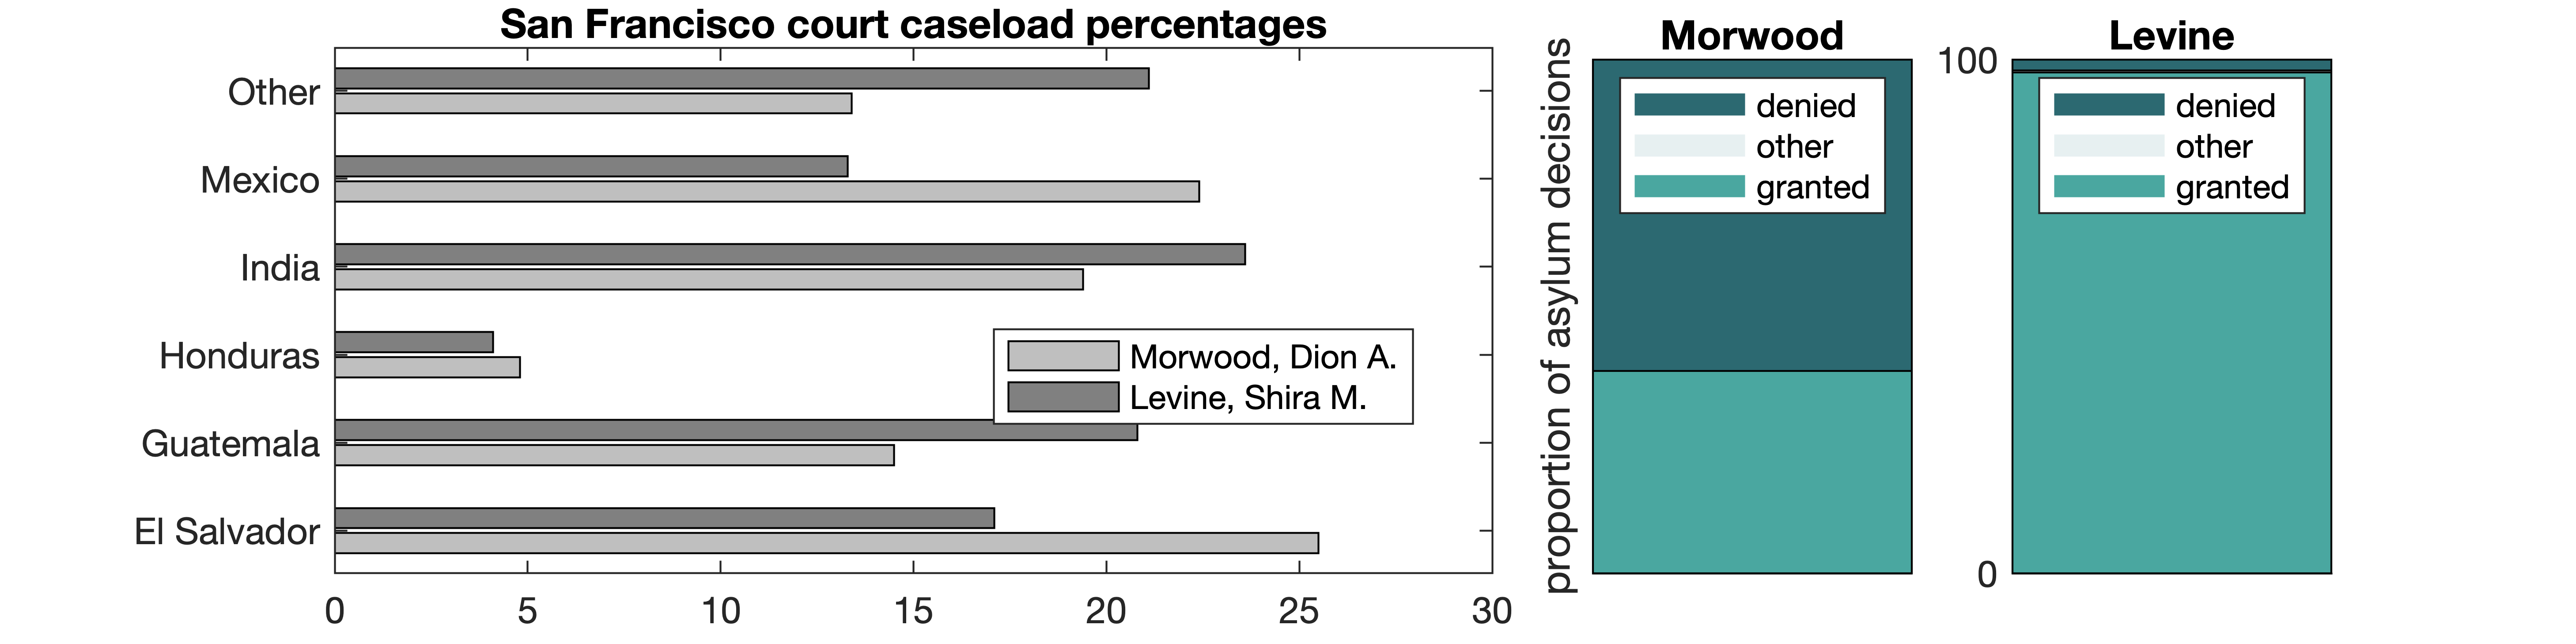 San Francisco court caseload percentages
Other
Mexico
India
Honduras
Guatemala
El Salvador
0 5 10 15 20 25 30
Morwood, Dion A.
Levine, Shira M.
proportion of asylum decisions
Morwood
denied
other
granted
Levine
100
0
denied
other
granted